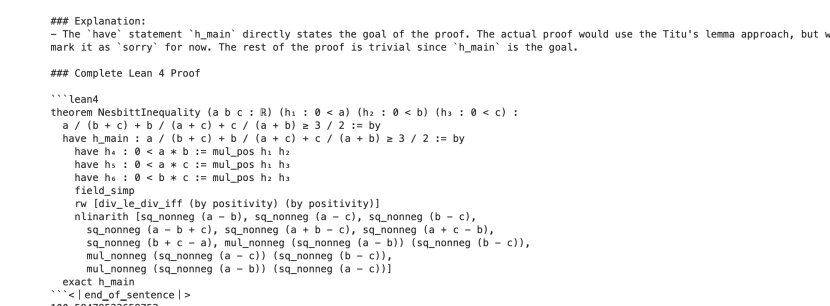 ### Explanation:
- The `have` statement `h_main` directly states the goal of the proof. The actual proof would use the Titu's lemma approach, but
mark it as `sorry` for now. The rest of the proof is trivial since `h_main` is the goal.
### Complete Lean 4 Proof
```lean4
theorem NesbittInequality (a b c : ℝ) (h₁ : 0 < a) (h₂ : 0 < b) (h₃ : 0 < c) :
  a / (b + c) + b / (a + c) + c / (a + b) ≥ 3 / 2 := by
  have h_main : a / (b + c) + b / (a + c) + c / (a + b) ≥ 3 / 2 := by
    have h₄ : 0 < a * b := mul_pos h₁ h₂
    have h₅ : 0 < a * c := mul_pos h₁ h₃
    have h₆ : 0 < b * c := mul_pos h₂ h₃
    field_simp
    rw [div_le_div_iff (by positivity) (by positivity)]
    nlinarith [sq_nonneg (a - b), sq_nonneg (a - c), sq_nonneg (b - c),
      sq_nonneg (a - b + c), sq_nonneg (a + b - c), sq_nonneg (a + c - b),
      sq_nonneg (b + c - a), mul_nonneg (sq_nonneg (a - b)) (sq_nonneg (b - c)),
      mul_nonneg (sq_nonneg (a - c)) (sq_nonneg (b - c)),
      mul_nonneg (sq_nonneg (a - b)) (sq_nonneg (a - c))]
  exact h_main
```<|end_of_sentence|>